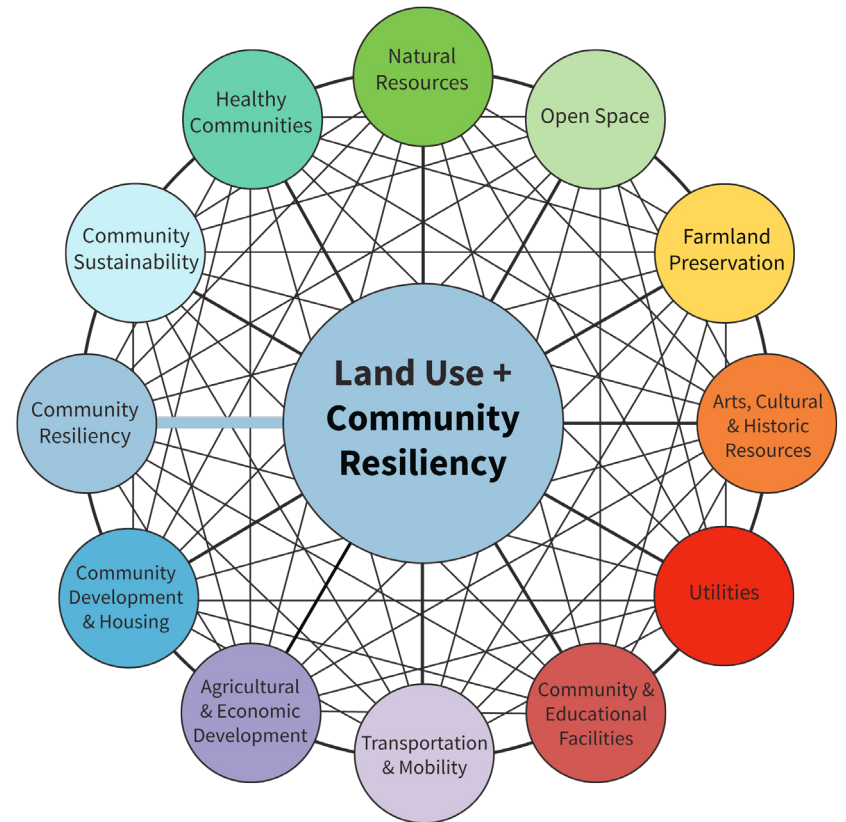 Natural
Resources
Open Space
Farmland
Preservation
Arts, Cultural
& Historic
Resources
Utilities
Community &
Educational
Facilities
Transportation
& Mobility
Agricultural
& Economic
Development
Community
Development
& Housing
Community
Resiliency
Community
Sustainability
Healthy
Communities
Land Use +
Community
Resiliency